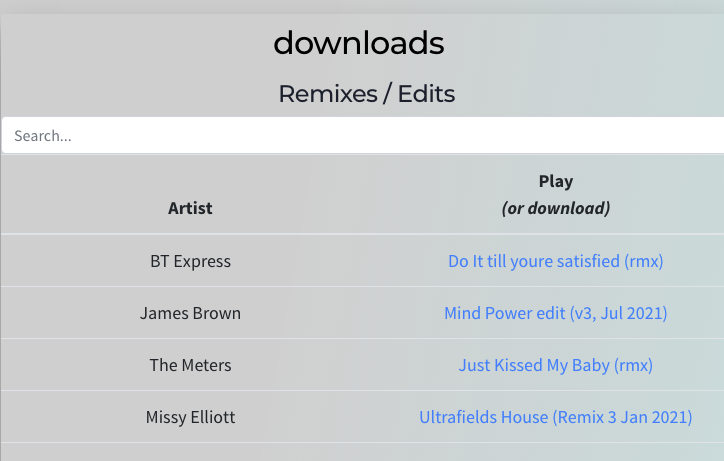 downloads
Remixes / Edits
Search...
Play
Artist (or download)
BT Express Do It till youre satisfied (rmx)
James Brown Mind Power edit (v3, Jul 2021)
The Meters Just Kissed My Baby (rmx)
Missy Elliott Ultrafields House (Remix 3 Jan 2021)